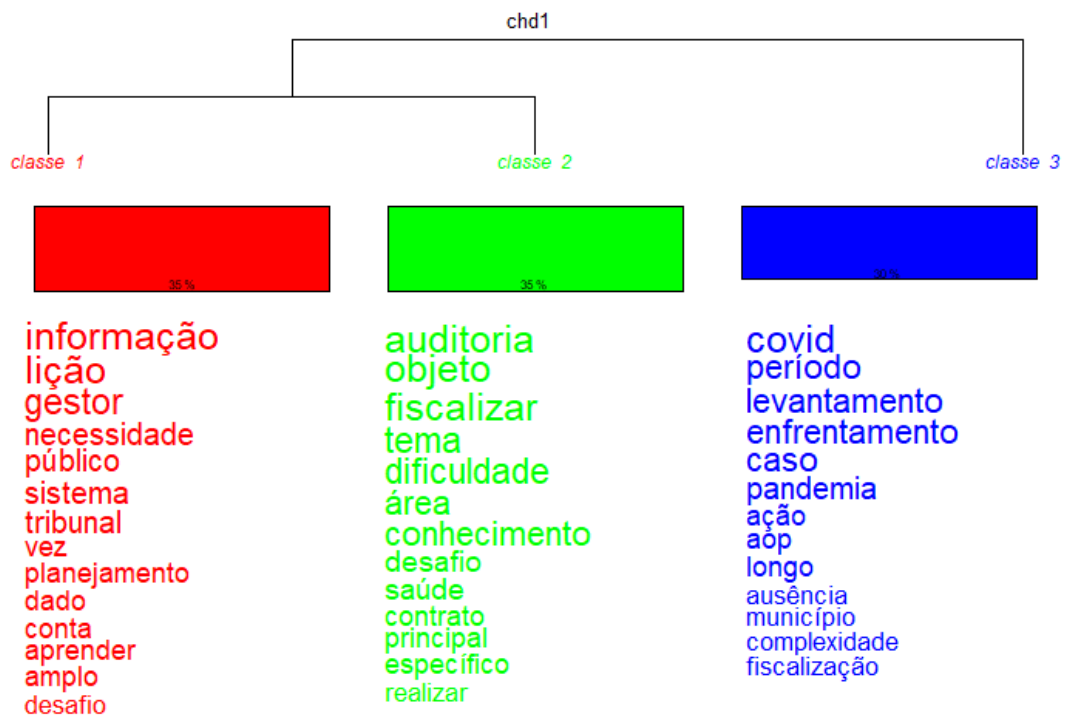 chd1
classe 1
classe 2
classe 3
35 %
35 %
30 %
informação
lição
gestor
necessidade
público
sistema
tribunal
vez
planejamento
dado
conta
aprender
amplo
desafio
auditoria
objeto
fiscalizar
tema
dificuldade
área
conhecimento
desafio
saúde
contrato
principal
específico
realizar
covid
período
levantamento
enfrentamento
caso
pandemia
ação
aop
longo
ausência
município
complexidade
fiscalização